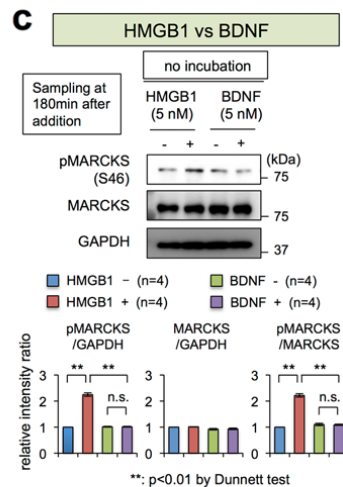 C
HMGB1 vs BDNF
Sampling at
180min after
addition
no incubation
HMGB1 BDNF
(5 nM) (5 nM)
- + - +
(kDa)
pMARCKS
(S46)
75
MARCKS
75
GAPDH
37
HMGB1 − (n=4) BDNF - (n=4)
HMGB1 + (n=4) BDNF + (n=4)
relative intensity ratio
pMARCKS
/GAPDH
3
2
1
0
** **
n.s.
MARCKS
/GAPDH
3
2
1
0
pMARCKS
/MARCKS
3
2
1
0
** **
n.s.
**: p<0.01 by Dunnett test